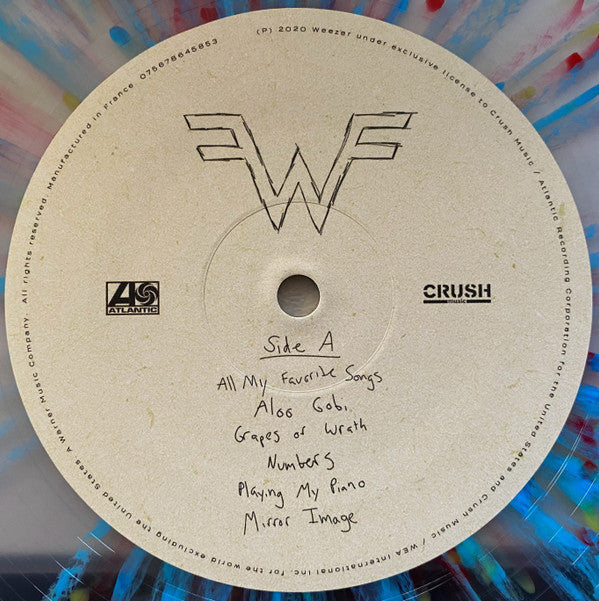 (P) 2020 Weezer under exclusive license to Crush Music / Atlantic Recording Corporation for the United States and Crush Music / WEA International Inc. for the World excluding the United States A Warner Music Company. All rights reserved. Manufactured in France. 075678645853
W
A
ATLANTIC
CRUSH
music
Side A
All My Favorite Songs
Aloo Gobi
Grapes of Wrath
Numbers
Playing My Piano
Mirror Image